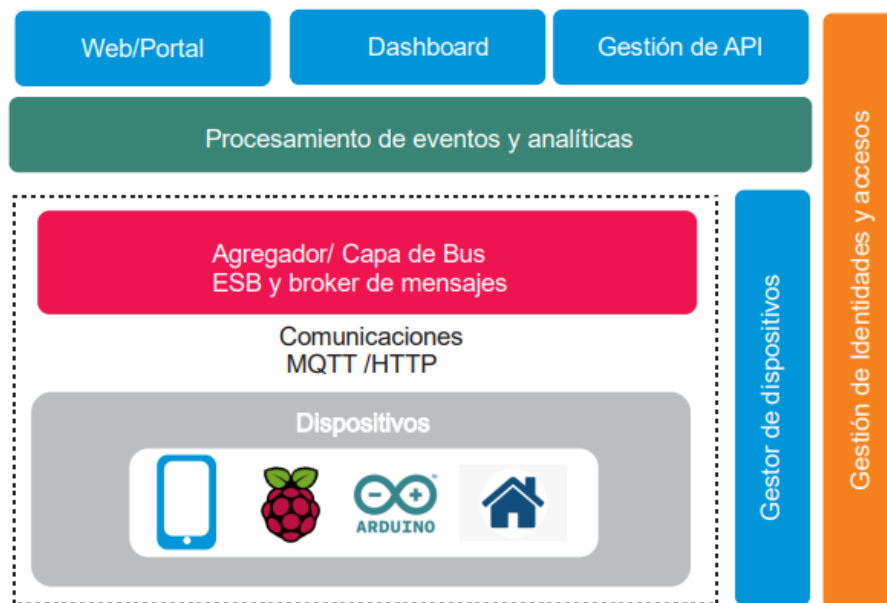 Web/Portal
Dashboard
Gestión de API
Procesamiento de eventos y analíticas
Agregador/ Capa de Bus
ESB y broker de mensajes
Comunicaciones
MQTT /HTTP
Dispositivos
ARDUINO
Gestor de dispositivos
Gestión de Identidades y accesos